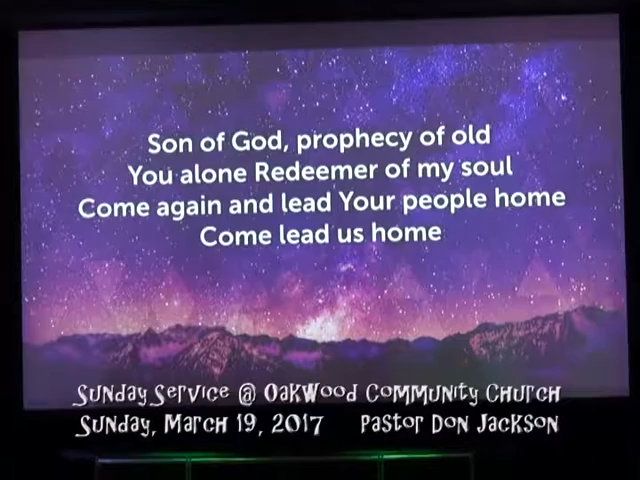 Son of God, prophecy of old
You alone Redeemer of my soul
Come again and lead Your people home
Come lead us home
Sunday Service @ OakWood Community Church
Sunday, March 19, 2017 Pastor Don Jackson